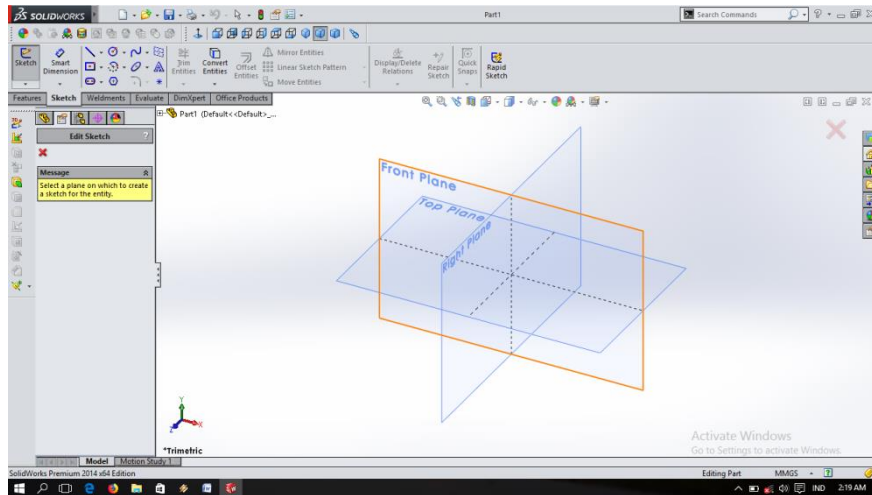 SOLIDWORKS
Part1
Search Commands
Sketch
Smart Dimension
Trim Entities
Convert Entities
Offset Entities
Mirror Entities
Linear Sketch Pattern
Move Entities
Display/Delete Relations
Repair Sketch
Quick Snaps
Rapid Sketch
Features Sketch Weldments Evaluate DimXpert Office Products
Part1 (Default<<Default>_...
Edit Sketch ?
Message
Select a plane on which to create
a sketch for the entity.
Front Plane
Top Plane
Right Plane
Y
X
Z
*Trimetric
Activate Windows
Go to Settings to activate Windows.
Model Motion Study 1
SolidWorks Premium 2014 x64 Edition
Editing Part MMGS ?
IND 2:19 AM